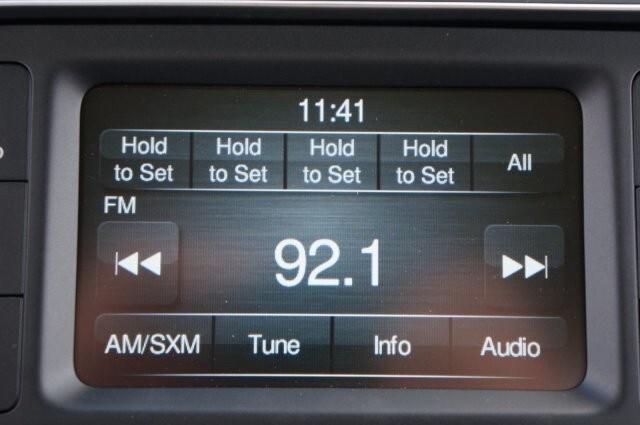 11:41
Hold Hold Hold Hold All
to Set to Set to Set to Set
FM
92.1
AM/SXM Tune Info Audio